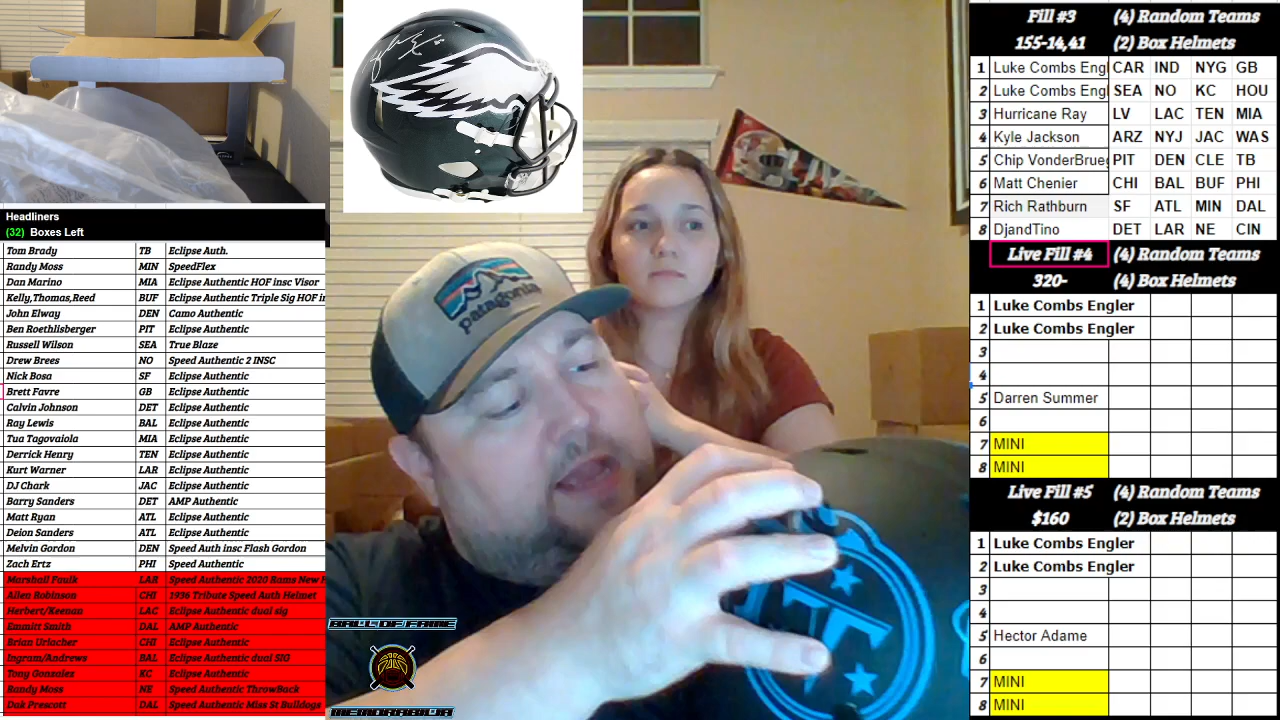 Headliners
(32) Boxes Left
Tom Brady TB Eclipse Auth.
Randy Moss MIN SpeedFlex
Dan Marino MIA Eclipse Authentic HOF insc Visor
Kelly,Thomas,Reed BUF Eclipse Authentic Triple Sig HOF
John Elway DEN Camo Authentic
Ben Roethlisberger PIT Eclipse Authentic
Russell Wilson SEA True Blaze
Drew Brees NO Speed Authentic 2 INSC
Nick Bosa SF Eclipse Authentic
Brett Favre GB Eclipse Authentic
Calvin Johnson DET Eclipse Authentic
Ray Lewis BAL Eclipse Authentic
Tua Tagovaiola MIA Eclipse Authentic
Derrick Henry TEN Eclipse Authentic
Kurt Warner LAR Eclipse Authentic
DJ Chark JAC Eclipse Authentic
Barry Sanders DET AMP Authentic
Matt Ryan ATL Eclipse Authentic
Deion Sanders ATL Eclipse Authentic
Melvin Gordon DEN Speed Auth insc Flash Gordon
Zach Ertz PHI Speed Authentic
Marshall Faulk LAR Speed Authentic 2020 Rams New
Allen Robinson CHI 1936 Tribute Speed Auth Helmet
Herbert/Keenan LAC Eclipse Authentic dual sig
Emmitt Smith DAL AMP Authentic
Brian Urlacher CHI Eclipse Authentic
Ingram/Andrews BAL Eclipse Authentic dual SIG
Tony Gonzales KC Eclipse Authentic
Randy Moss NE Speed Authentic ThrowBack
Dak Prescott DAL Speed Authentic Miss St Bulldogs
patagonia
BALL OF FAME
MEMORABILIA
Fill #3 (4) Random Teams
155-14,41 (2) Box Helmets
1 Luke Combs Engl CAR IND NYG GB
2 Luke Combs Engl SEA NO KC HOU
3 Hurricane Ray LV LAC TEN MIA
4 Kyle Jackson ARZ NYJ JAC WAS
5 Chip VonderBrueg PIT DEN CLE TB
6 Matt Chenier CHI BAL BUF PHI
7 Rich Rathburn SF ATL MIN DAL
8 DjandTino DET LAR NE CIN
Live Fill #4 (4) Random Teams
320- (4) Box Helmets
1 Luke Combs Engler
2 Luke Combs Engler
3
4
5 Darren Summer
6
7 MINI
8 MINI
Live Fill #5 (4) Random Teams
$160 (2) Box Helmets
1 Luke Combs Engler
2 Luke Combs Engler
3
4
5 Hector Adame
6
7 MINI
8 MINI